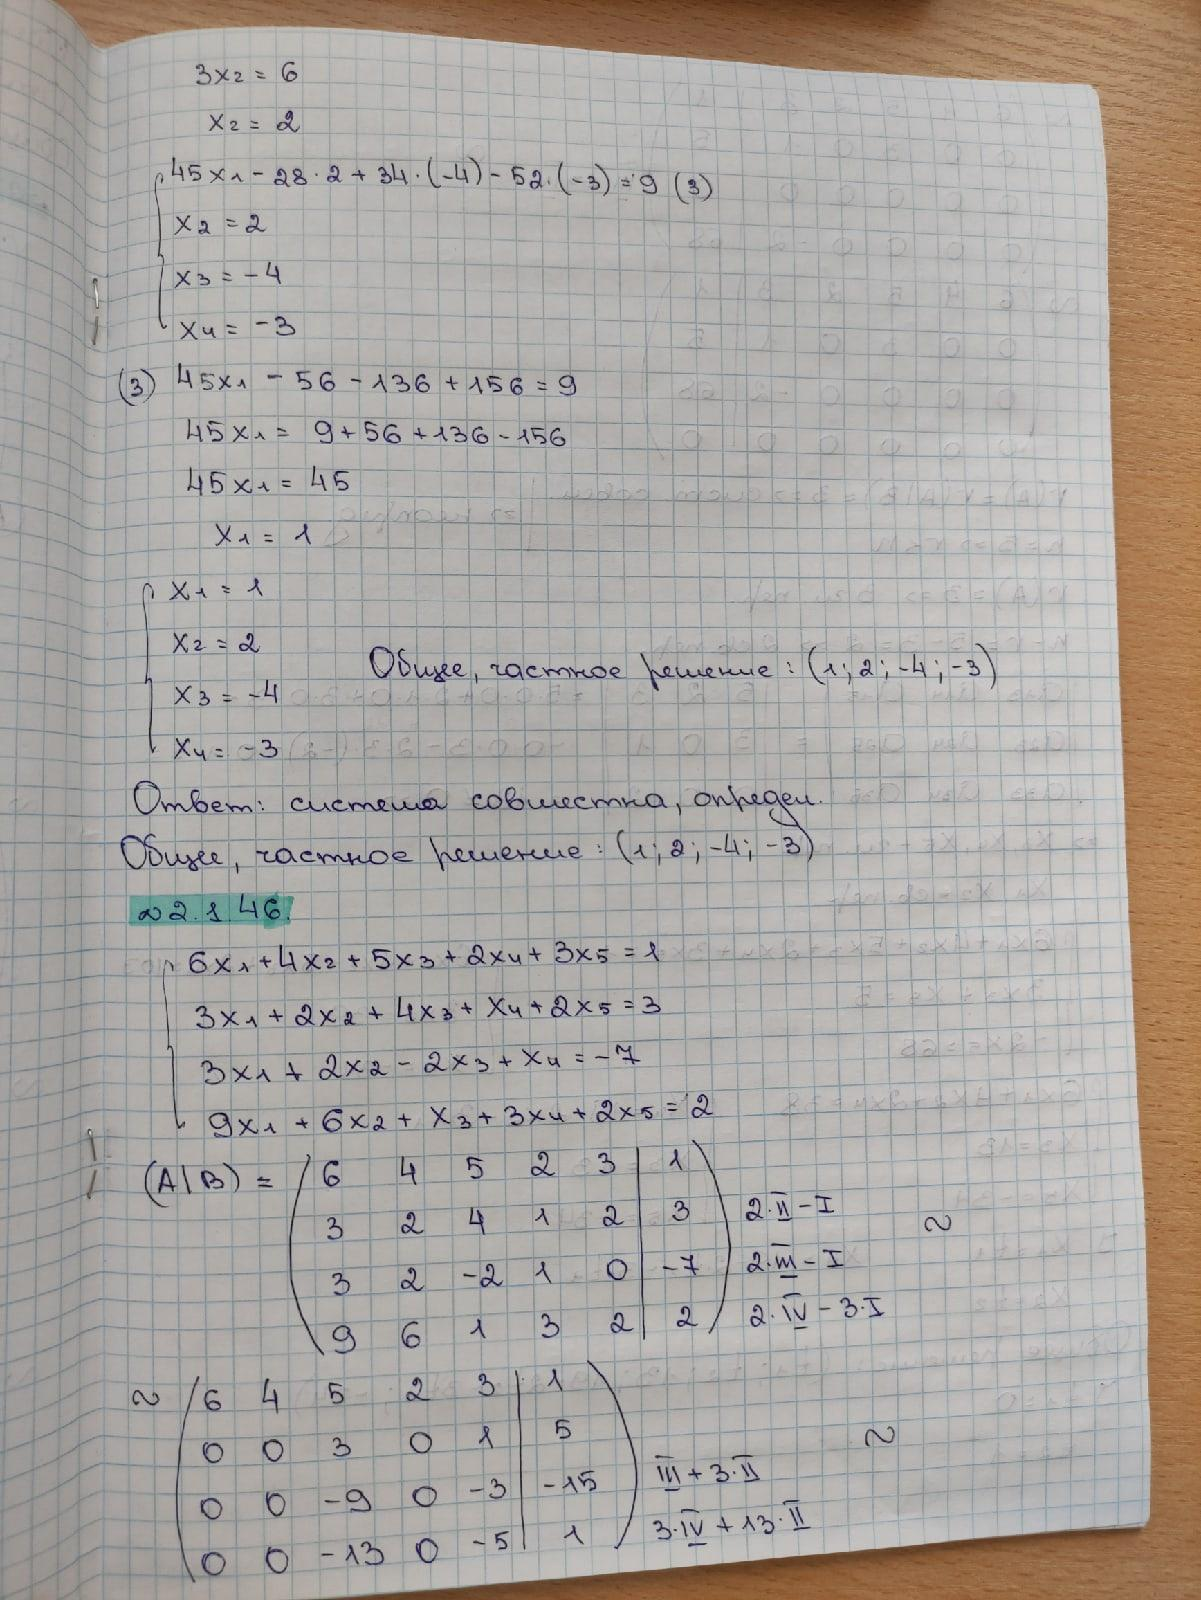 3x₂ = 6
x₂ = 2
45x₁ - 28·2 + 34·(-4) - 52·(-3) = 9 (3)
x₂ = 2
x₃ = -4
x₄ = -3
(3) 45x₁ - 56 - 136 + 156 = 9
45x₁ = 9 + 56 + 136 - 156
45x₁ = 45
x₁ = 1
x₁ = 1
x₂ = 2
x₃ = -4
x₄ = -3
Общее, частное решение: (1; 2; -4; -3)
Ответ: система совместна, определ.
Общее, частное решение: (1; 2; -4; -3)
№2.1.46.
6x₁ + 4x₂ + 5x₃ + 2x₄ + 3x₅ = 1
3x₁ + 2x₂ + 4x₃ + x₄ + 2x₅ = 3
3x₁ + 2x₂ - 2x₃ + x₄ = -7
9x₁ + 6x₂ + x₃ + 3x₄ + 2x₅ = 2
(A|B) = ( 6 4 5 2 3 | 1 )
3 2 4 1 2 | 3 2·II - I ~
3 2 -2 1 0 | -7 2·III - I
9 6 1 3 2 | 2 2·IV - 3·I
~ ( 6 4 5 2 3 | 1 )
0 0 3 0 1 | 5 ~
0 0 -9 0 -3 | -15 III + 3·II
0 0 -13 0 -5 | 1 3·IV + 13·II